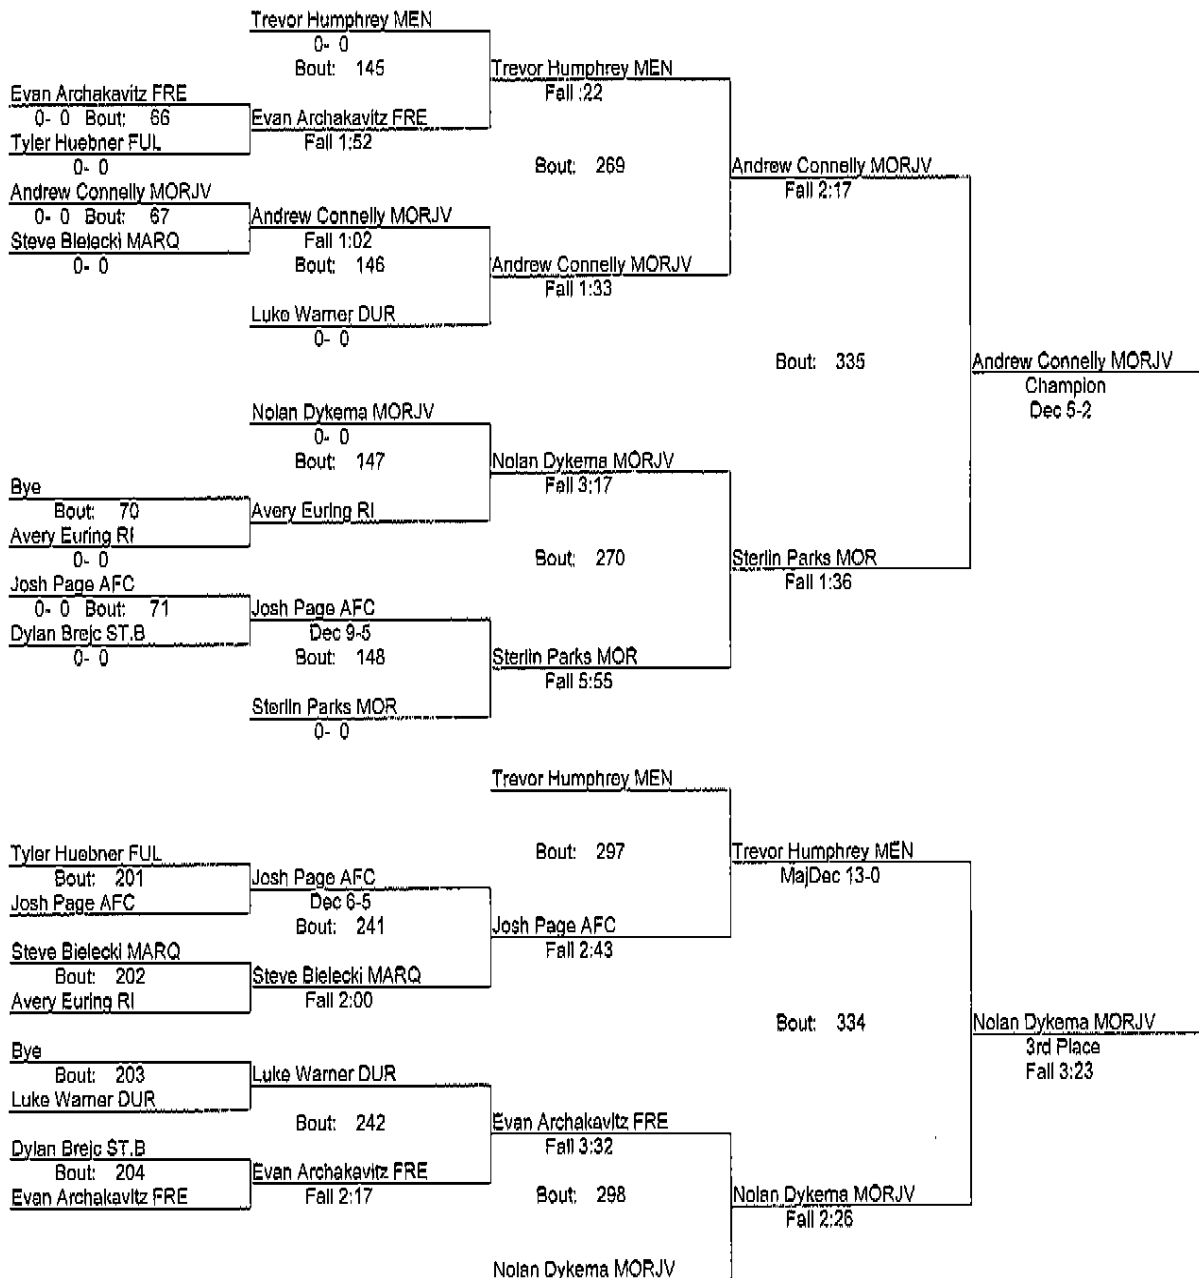 Trevor Humphrey MEN
0- 0
Bout: 145
Trevor Humphrey MEN
Fall :22
Evan Archakavitz FRE
0- 0 Bout: 66
Evan Archakavitz FRE
Fall 1:52
Tyler Huebner FUL
0- 0
Bout: 269
Andrew Connelly MORJV
Fall 2:17
Andrew Connelly MORJV
0- 0 Bout: 67
Andrew Connelly MORJV
Fall 1:02
Steve Bielecki MARQ
0- 0
Bout: 146
Andrew Connelly MORJV
Fall 1:33
Luke Warner DUR
0- 0
Bout: 335
Andrew Connelly MORJV
Champion
Dec 5-2
Nolan Dykema MORJV
0- 0
Bout: 147
Nolan Dykema MORJV
Fall 3:17
Bye
Bout: 70
Avery Euring RI
Avery Euring RI
0- 0
Bout: 270
Sterlin Parks MOR
Fall 1:36
Josh Page AFC
0- 0 Bout: 71
Josh Page AFC
Dec 9-5
Dylan Brejc ST.B
0- 0
Bout: 148
Sterlin Parks MOR
Fall 5:55
Sterlin Parks MOR
0- 0
Trevor Humphrey MEN
Bout: 297
Trevor Humphrey MEN
MajDec 13-0
Tyler Huebner FUL
Bout: 201
Josh Page AFC
Josh Page AFC
Dec 6-5
Bout: 241
Josh Page AFC
Fall 2:43
Steve Bielecki MARQ
Bout: 202
Steve Bielecki MARQ
Fall 2:00
Avery Euring RI
Bout: 334
Nolan Dykema MORJV
3rd Place
Fall 3:23
Bye
Bout: 203
Luke Warner DUR
Luke Warner DUR
Bout: 242
Evan Archakavitz FRE
Fall 3:32
Dylan Brejc ST.B
Bout: 204
Evan Archakavitz FRE
Fall 2:17
Evan Archakavitz FRE
Bout: 298
Nolan Dykema MORJV
Fall 2:26
Nolan Dykema MORJV